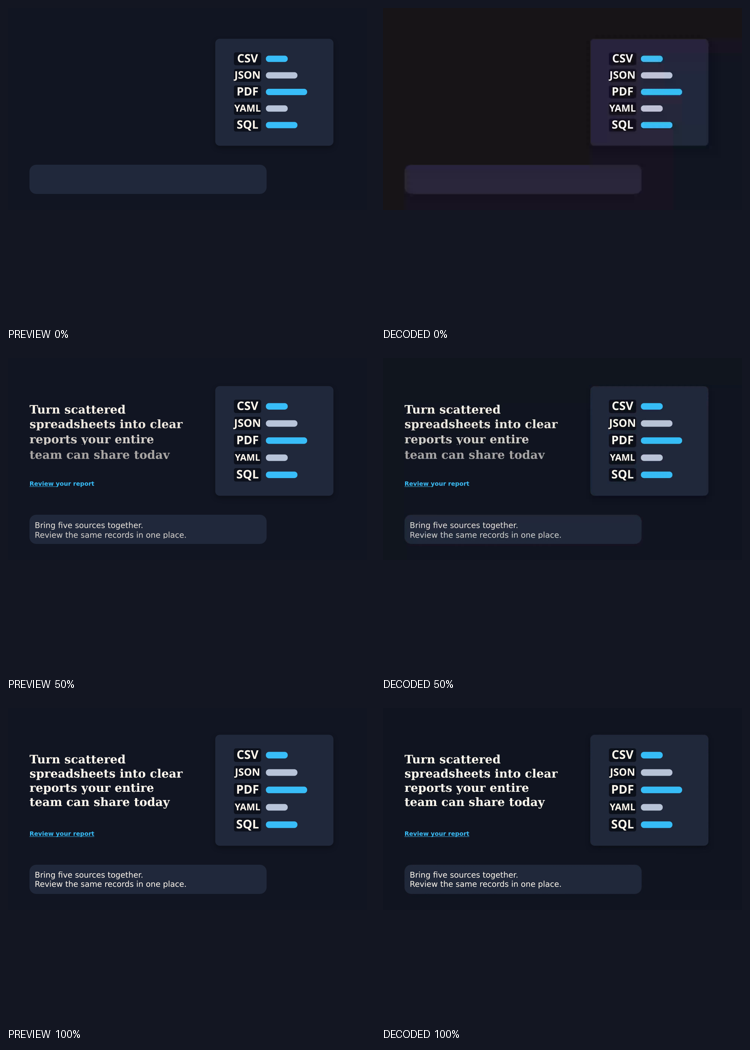 CSV
JSON
PDF
YAML
SQL
PREVIEW 0%
CSV
JSON
PDF
YAML
SQL
DECODED 0%
Turn scattered
spreadsheets into clear
reports your entire
team can share today
Review your report
CSV
JSON
PDF
YAML
SQL
Bring five sources together.
Review the same records in one place.
PREVIEW 50%
Turn scattered
spreadsheets into clear
reports your entire
team can share today
Review your report
CSV
JSON
PDF
YAML
SQL
Bring five sources together.
Review the same records in one place.
DECODED 50%
Turn scattered
spreadsheets into clear
reports your entire
team can share today
Review your report
CSV
JSON
PDF
YAML
SQL
Bring five sources together.
Review the same records in one place.
PREVIEW 100%
Turn scattered
spreadsheets into clear
reports your entire
team can share today
Review your report
CSV
JSON
PDF
YAML
SQL
Bring five sources together.
Review the same records in one place.
DECODED 100%